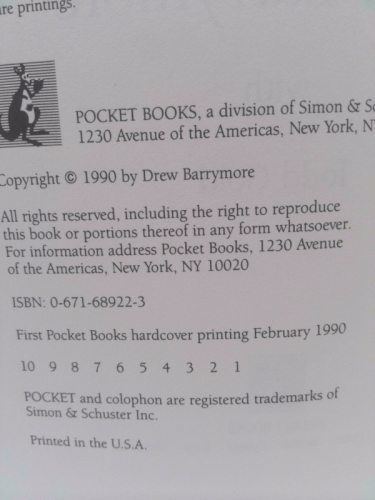 are printings.
POCKET BOOKS, a division of Simon & Sc
1230 Avenue of the Americas, New York, N
Copyright © 1990 by Drew Barrymore
All rights reserved, including the right to reproduce
this book or portions thereof in any form whatsoever.
For information address Pocket Books, 1230 Avenue
of the Americas, New York, NY 10020
ISBN: 0-671-68922-3
First Pocket Books hardcover printing February 1990
10 9 8 7 6 5 4 3 2 1
POCKET and colophon are registered trademarks of
Simon & Schuster Inc.
Printed in the U.S.A.